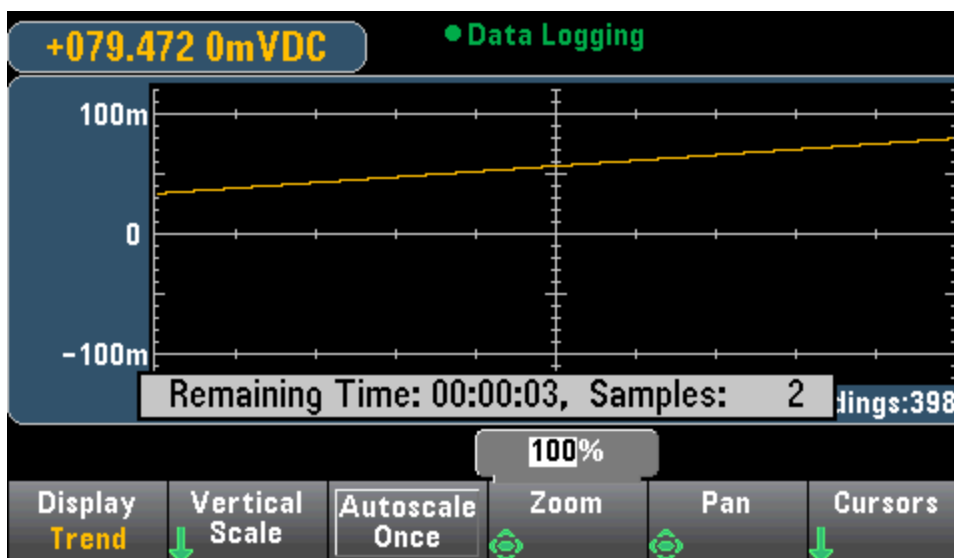 +079.472 0mVDC
Data Logging
100m
0
-100m
Remaining Time: 00:00:03, Samples: 2
dings:398
100%
Display
Trend
Vertical
Scale
Autoscale
Once
Zoom
Pan
Cursors